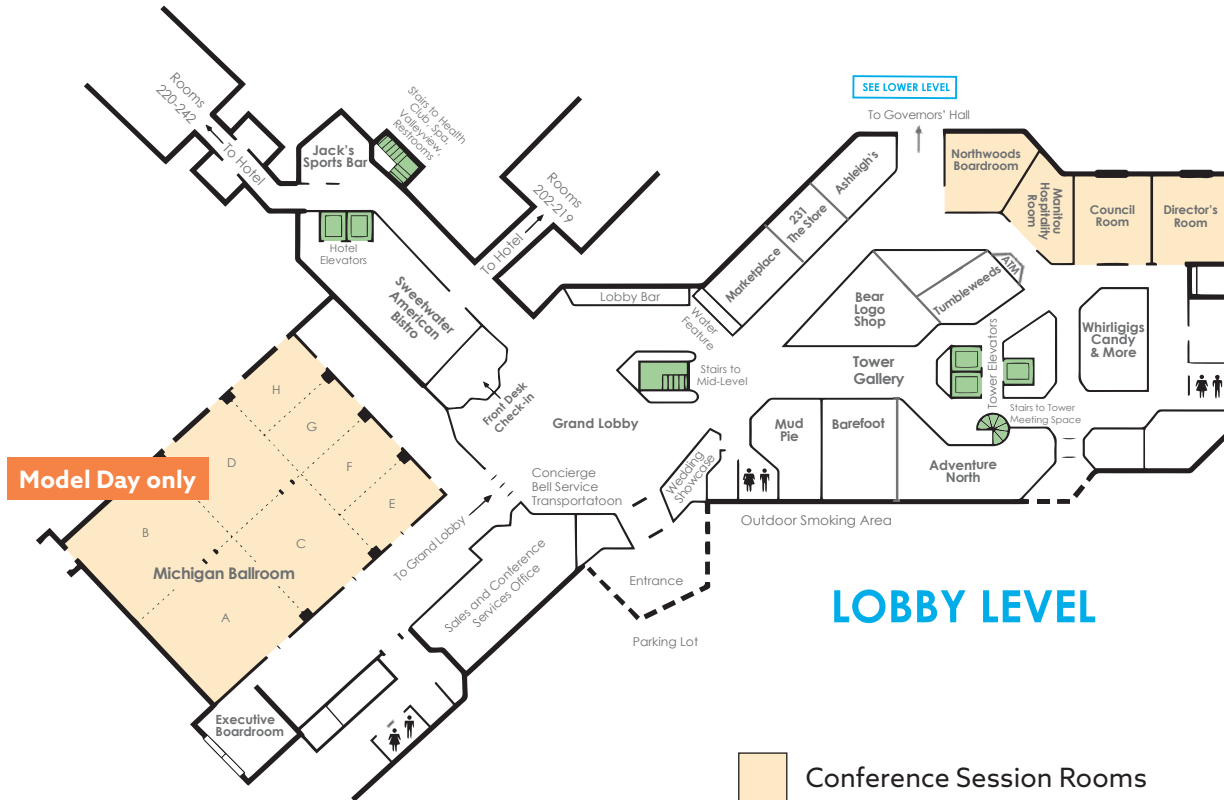 Rooms
220-242
To Hotel
Jack's
Sports Bar
Stairs to Health
Club, Spa,
Valleyview,
Restrooms
Rooms
202-219
To Hotel
Hotel
Elevators
Sweetwater
American
Bistro
Front Desk
Check-in
SEE LOWER LEVEL
To Governors' Hall
Ashleigh's
231
The Store
Marketplace
Lobby Bar
Water
Feature
Northwoods
Boardroom
Manitou
Hospitality
Room
Council
Room
Director's
Room
ATM
Tumbleweeds
Bear
Logo
Shop
Whirligigs
Candy
& More
Tower Elevators
Tower
Gallery
Stairs to
Mid-Level
Stairs to Tower
Meeting Space
Grand Lobby
Mud
Pie
Barefoot
Adventure
North
Wedding
Showcase
Concierge
Bell Service
Transportatoon
Outdoor Smoking Area
H
G
D
F
E
B
C
A
Model Day only
Michigan Ballroom
To Grand Lobby
Sales and Conference
Services Office
Entrance
Parking Lot
LOBBY LEVEL
Executive
Boardroom
Conference Session Rooms